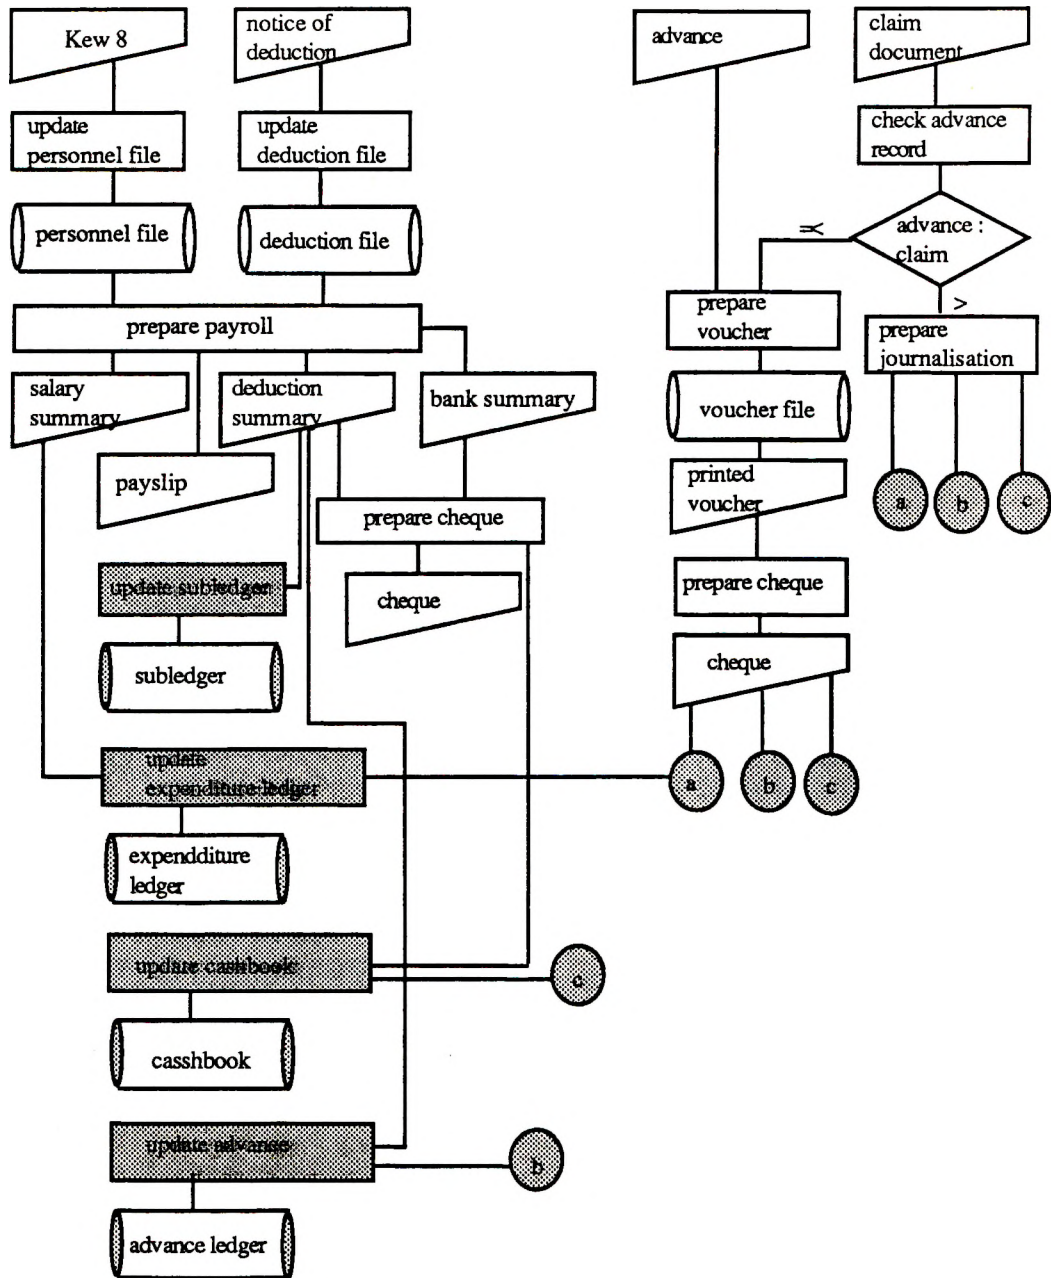 Kew 8
notice of
deduction
advance
claim
document
update
personnel file
update
deduction file
check advance
record
personnel file
deduction file
=<
advance :
claim
prepare payroll
prepare
voucher
>
prepare
journalisation
salary
summary
deduction
summary
bank summary
voucher file
payslip
printed
voucher
a
b
c
prepare cheque
update subledger
cheque
prepare cheque
subledger
cheque
update
expenditure ledger
a
b
c
expendditure
ledger
update cashbook
c
casshbook
update advance
b
advance ledger